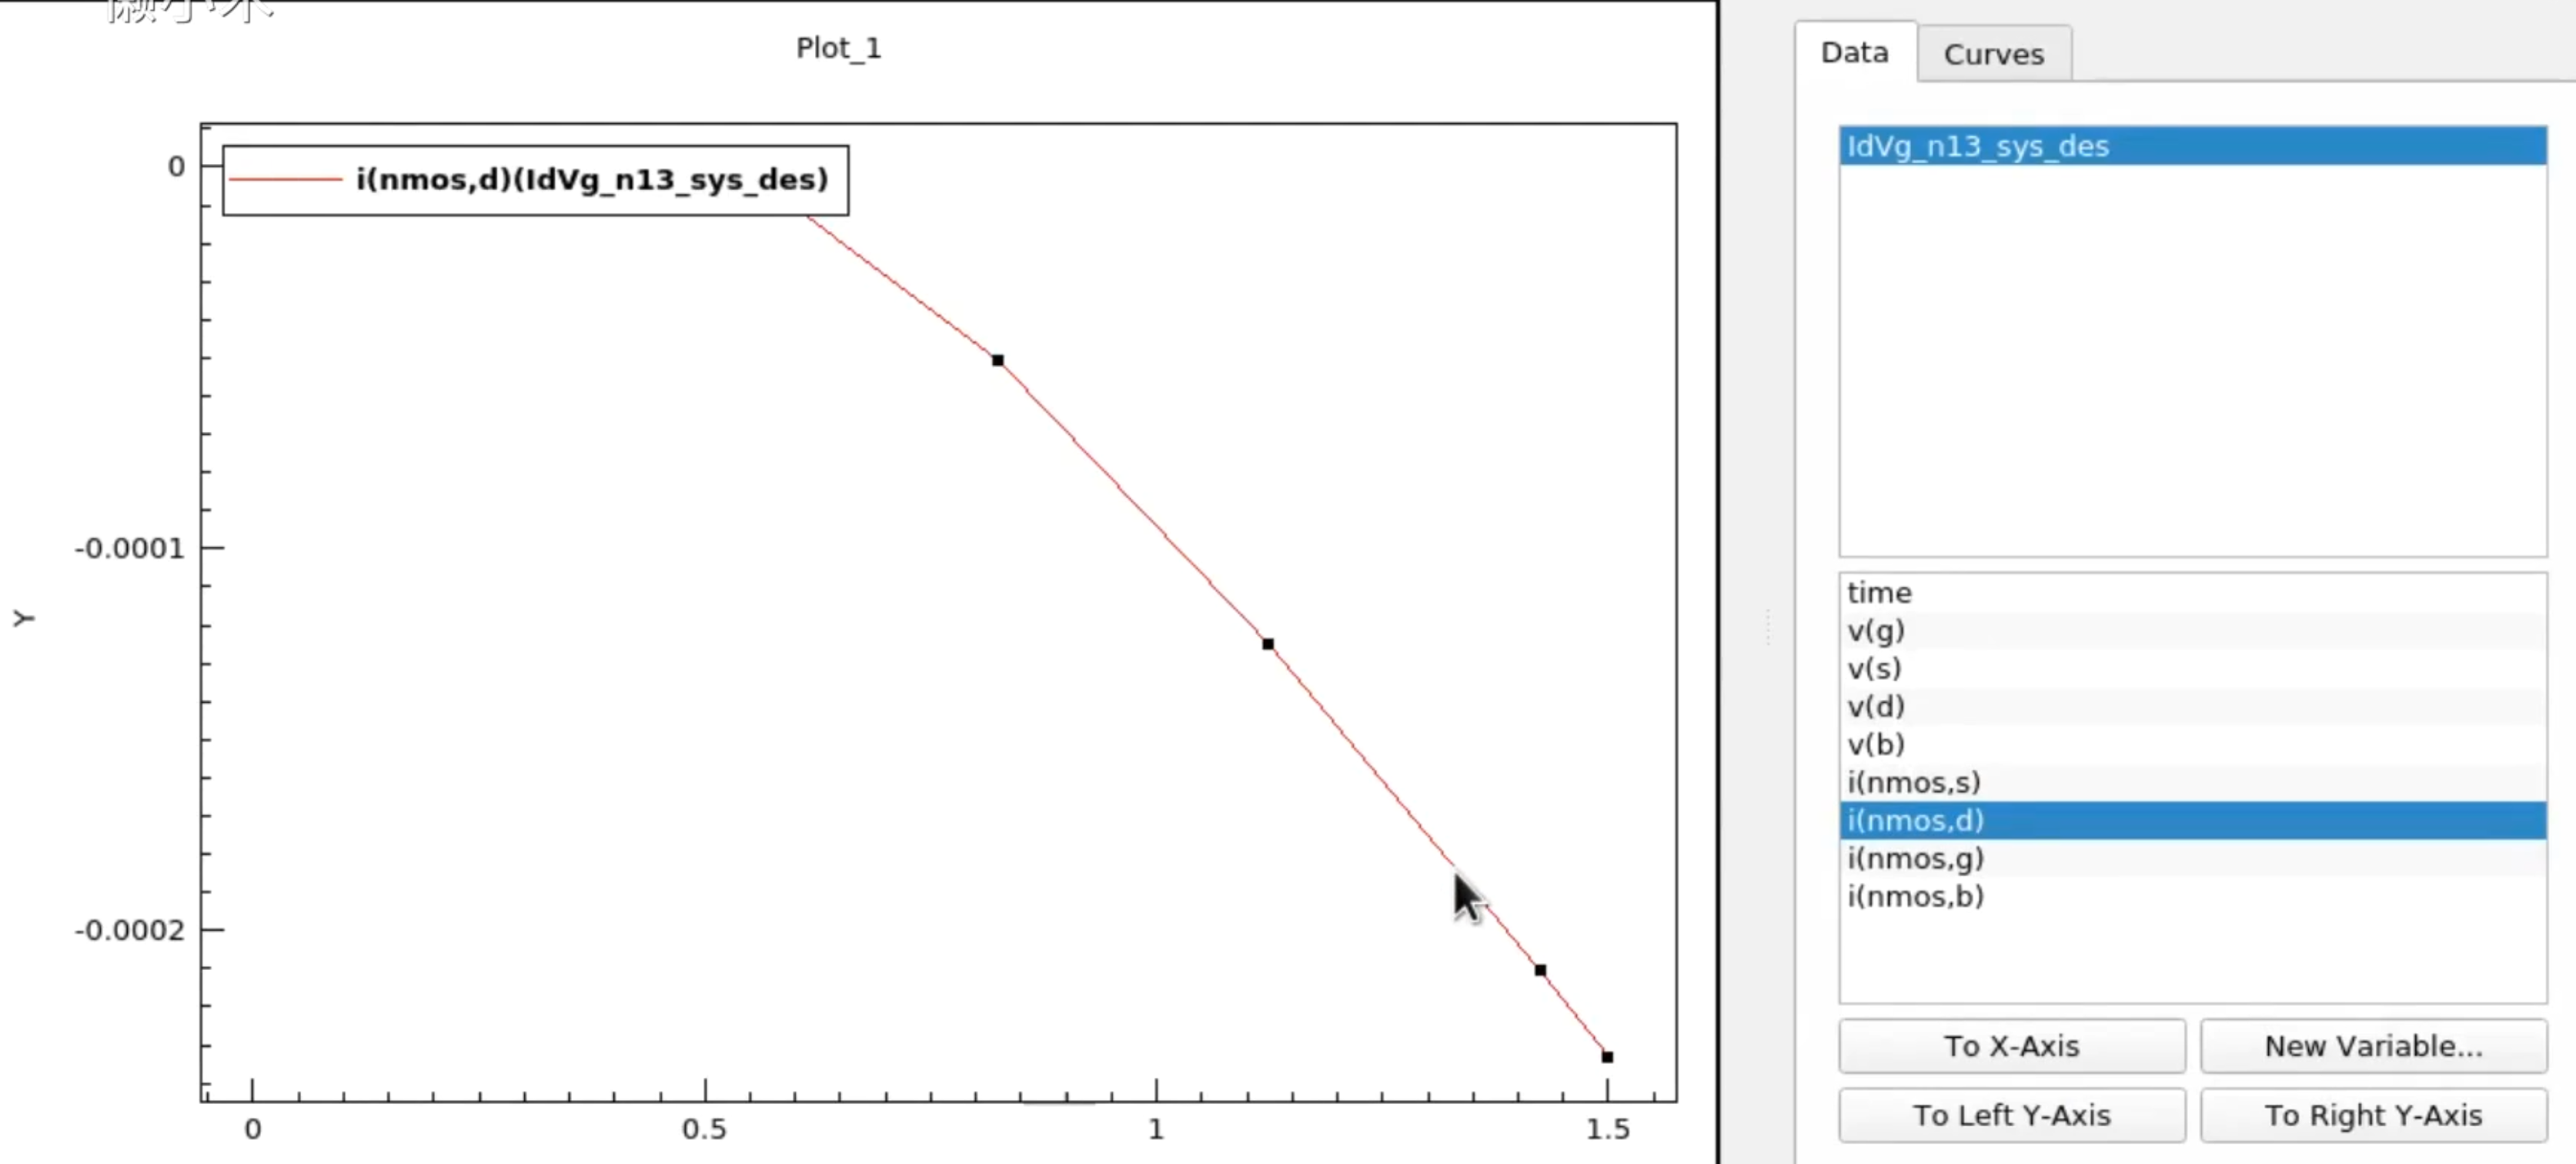 Plot_1
i(nmos,d)(IdVg_n13_sys_des)
0
-0.0001
-0.0002
Y
0 0.5 1 1.5
Data Curves
IdVg_n13_sys_des
time
v(g)
v(s)
v(d)
v(b)
i(nmos,s)
i(nmos,d)
i(nmos,g)
i(nmos,b)
To X-Axis New Variable...
To Left Y-Axis To Right Y-Axis